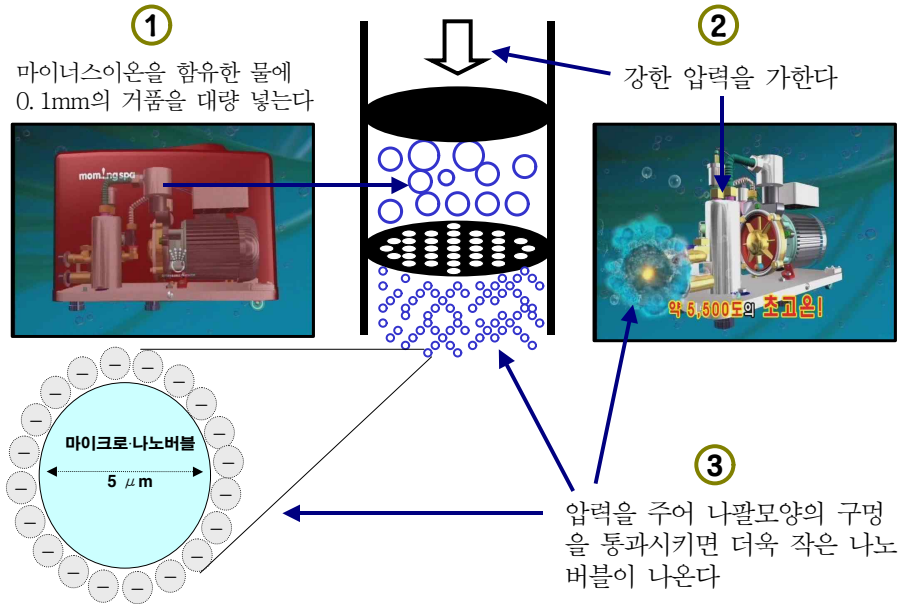 ①
마이너스이온을 함유한 물에
0.1mm의 거품을 대량 넣는다
morningspa
②
강한 압력을 가한다
약 5,500도의 초고온!
마이크로·나노버블
5 μm
③
압력을 주어 나팔모양의 구멍
을 통과시키면 더욱 작은 나노
버블이 나온다